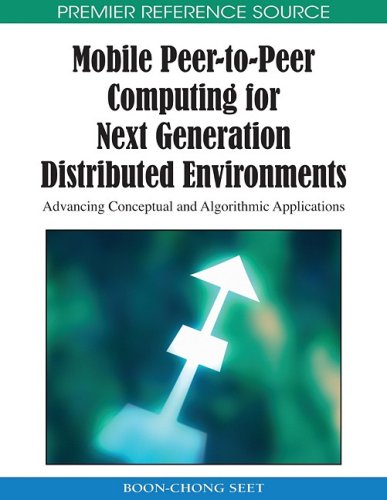 PREMIER REFERENCE SOURCE
Mobile Peer-to-Peer
Computing for
Next Generation
Distributed Environments
Advancing Conceptual and Algorithmic Applications
BOON-CHONG SEET